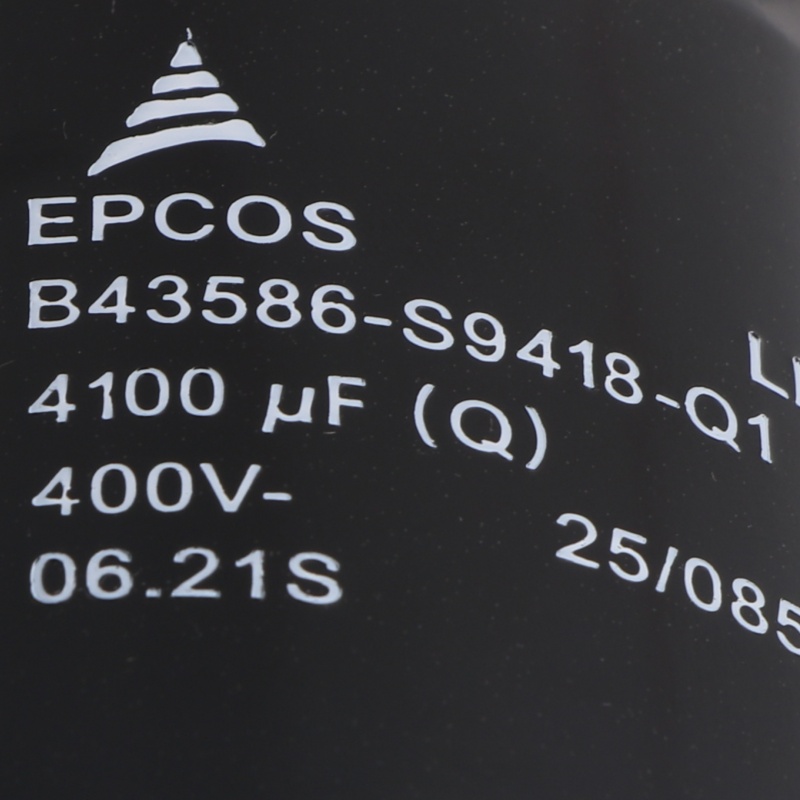 EPCOS
B43586-S9418-Q1
4100 µF (Q)
400V-
06.21S
25/085